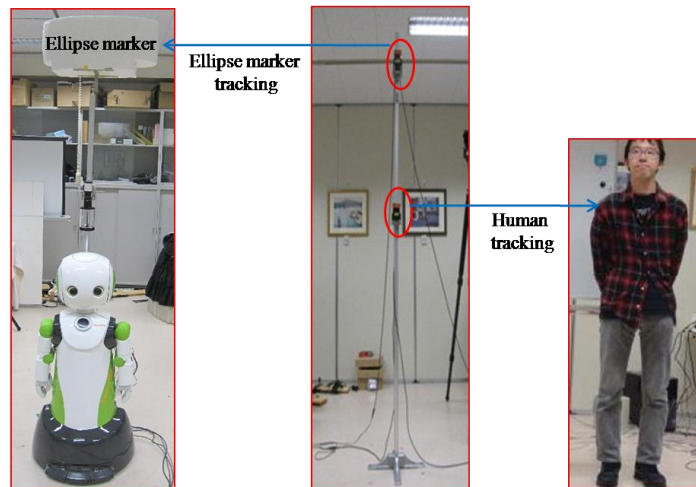 Ellipse marker
Ellipse marker
tracking
Human
tracking